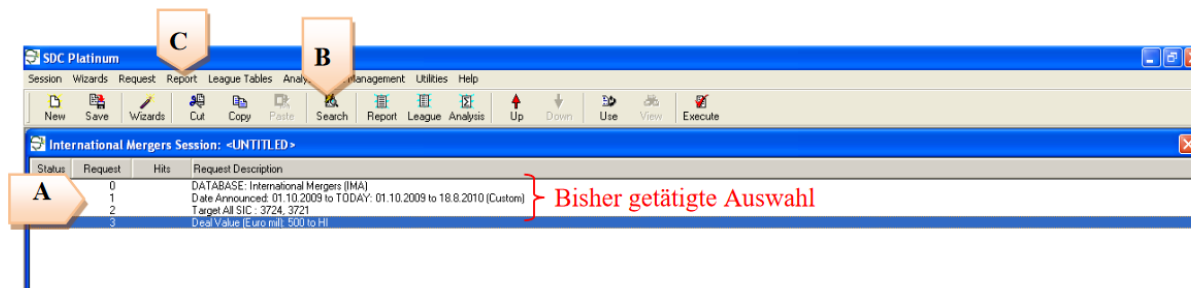 C
B
SDC Platinum
Session Wizards Request Report League Tables Analy anagement Utilities Help
New Save Wizards Cut Copy Paste Search Report League Analysis Up Down Use View Execute
International Mergers Session: <UNTITLED>
Status Request Hits Request Description
A
0 DATABASE: International Mergers (IMA)
1 Date Announced: 01.10.2009 to TODAY: 01.10.2009 to 18.8.2010 (Custom)
2 Target All SIC : 3724, 3721
3 Deal Value (Euro mil): 500 to HI
Bisher getätigte Auswahl